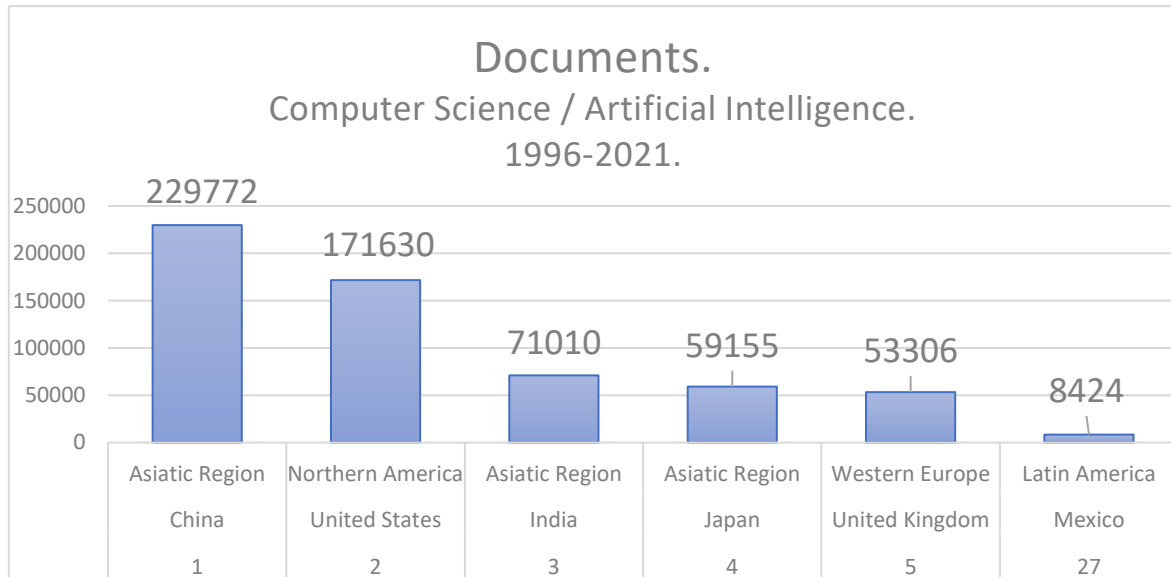 Documents.
Computer Science / Artificial Intelligence.
1996-2021.
229772
171630
71010
59155
53306
8424
250000
200000
150000
100000
50000
0
Asiatic Region Northern America Asiatic Region Asiatic Region Western Europe Latin America
China United States India Japan United Kingdom Mexico
1 2 3 4 5 27